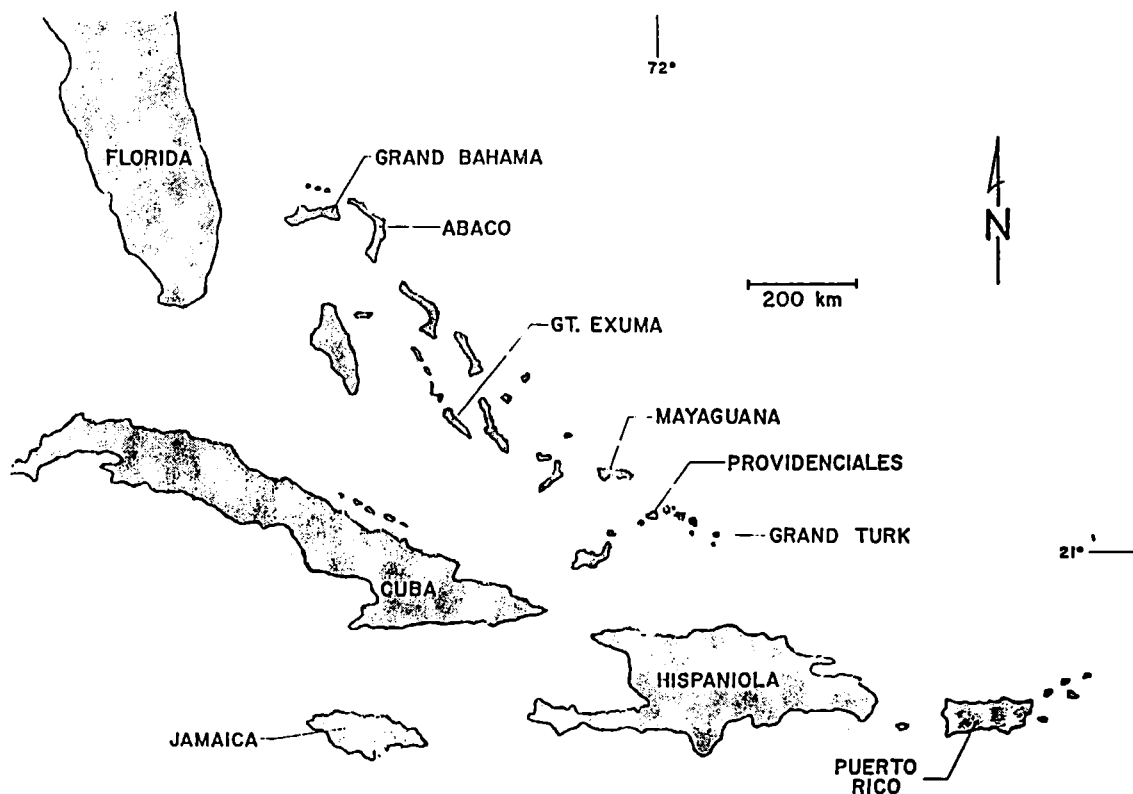 72°
FLORIDA
GRAND BAHAMA
ABACO
N
200 km
GT. EXUMA
MAYAGUANA
PROVIDENCIALES
GRAND TURK
21°
CUBA
HISPANIOLA
JAMAICA
PUERTO
RICO